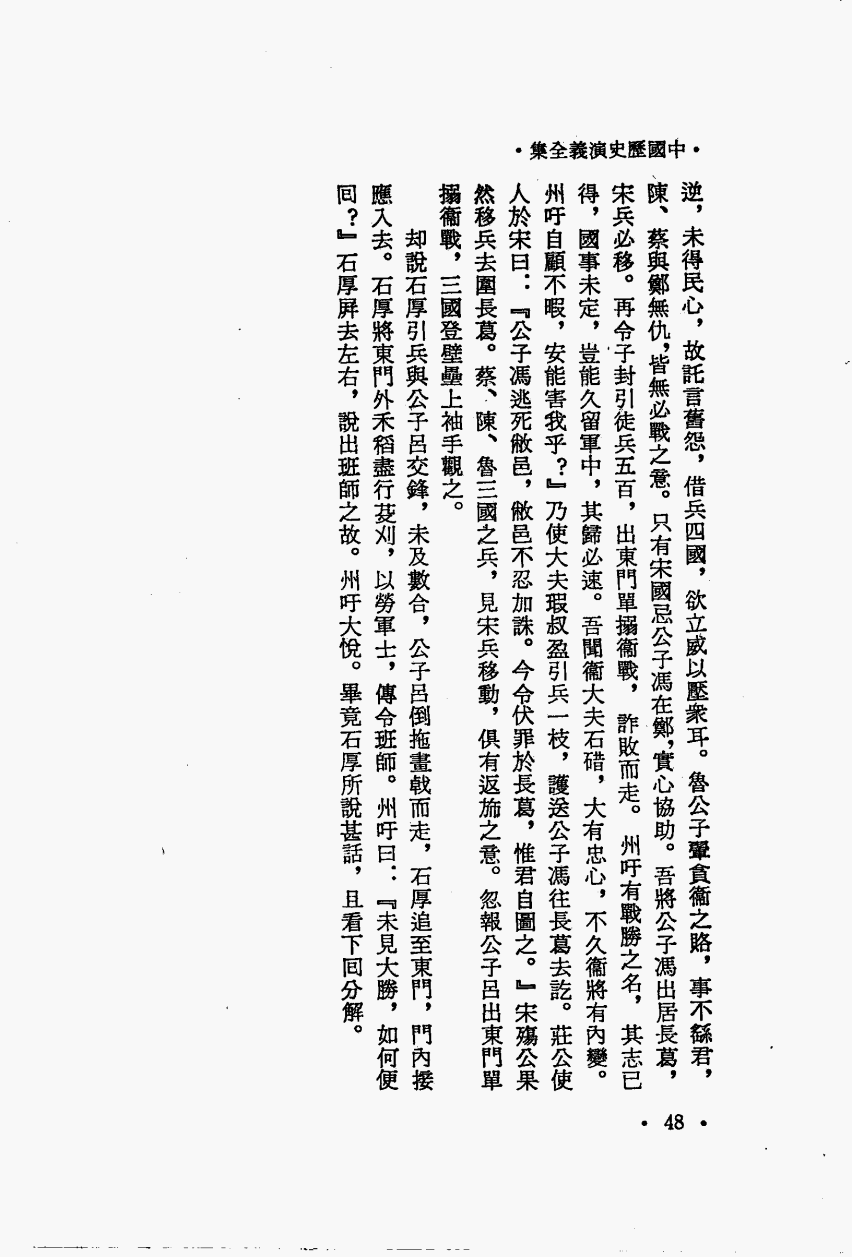 ·中國歷史演義全集·
逆，未得民心，故託言舊怨，借兵四國，欲立威以壓衆耳。魯公子翬貪衞之賂，事不繇君，
陳、蔡與鄭無仇，皆無必戰之意。只有宋國忌公子馮在鄭，實心協助。吾將公子馮出居長葛，
宋兵必移。再令子封引徒兵五百，出東門單搦衞戰，詐敗而走。州吁有戰勝之名，其志已
得，國事未定，豈能久留軍中，其歸必速。吾聞衞大夫石碏，大有忠心，不久衞將有內變。
州吁自顧不暇，安能害我乎？』乃使大夫瑕叔盈引兵一枝，護送公子馮往長葛去訖。莊公使
人於宋曰：『公子馮逃死敝邑，敝邑不忍加誅。今令伏罪於長葛，惟君自圖之。』宋殤公果
然移兵去圍長葛。蔡、陳、魯三國之兵，見宋兵移動，俱有返斾之意。忽報公子呂出東門單
搦衞戰，三國登壁壘上袖手觀之。
却說石厚引兵與公子呂交鋒，未及數合，公子呂倒拖畫戟而走，石厚追至東門，門內接
應入去。石厚將東門外禾稻盡行芟刈，以勞軍士，傳令班師。州吁曰：『未見大勝，如何便
囘？』石厚屛去左右，說出班師之故。州吁大悅。畢竟石厚所說甚話，且看下囘分解。
·48·